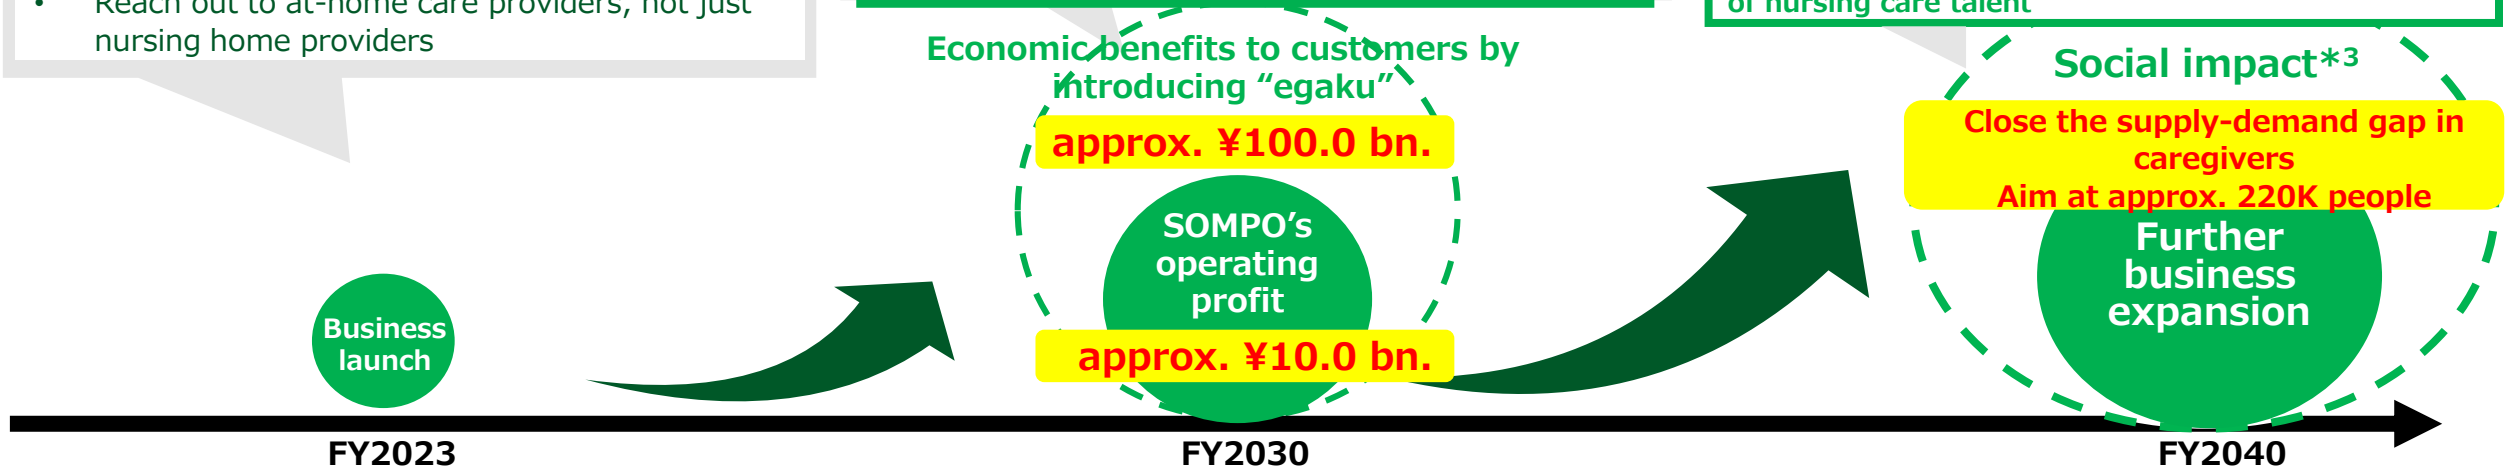 • Reach out to at-home care providers, not just
nursing home providers
of nursing care talent
Economic benefits to customers by
introducing “egaku”
approx. ¥100.0 bn.
SOMPO’s
operating
profit
approx. ¥10.0 bn.
Social impact*3
Close the supply-demand gap in
caregivers
Aim at approx. 220K people
Further
business
expansion
Business
launch
FY2023
FY2030
FY2040